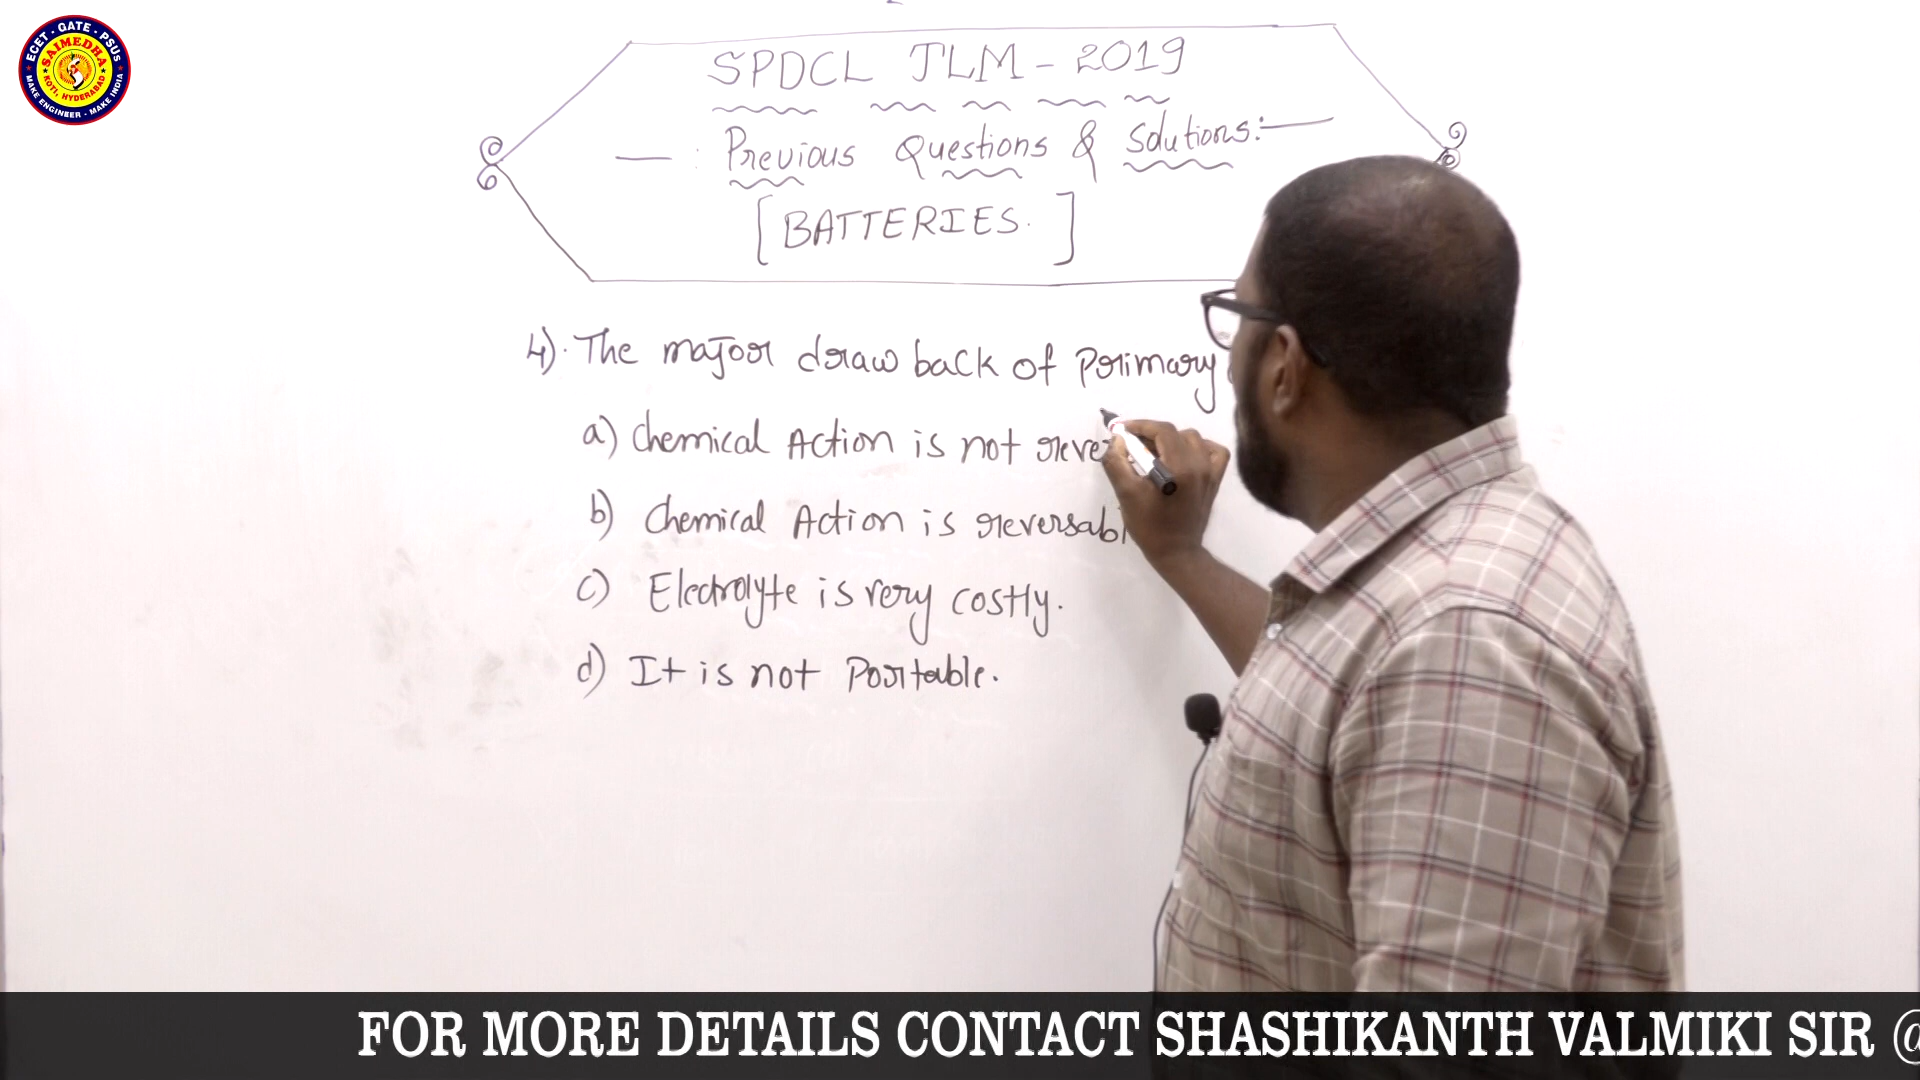 ECET - GATE - PSUS
SAIMEDHA
KOTI, HYDERABAD
MAKE ENGINEER - MAKE INDIA
SPDCL JLM - 2019
— : Previous Questions & Solutions :—
[BATTERIES.]
4). The major draw back of Primary
a) chemical Action is not reve
b) chemical Action is reversabl
c) Electrolyte is very costly.
d) It is not Portable.
FOR MORE DETAILS CONTACT SHASHIKANTH VALMIKI SIR @